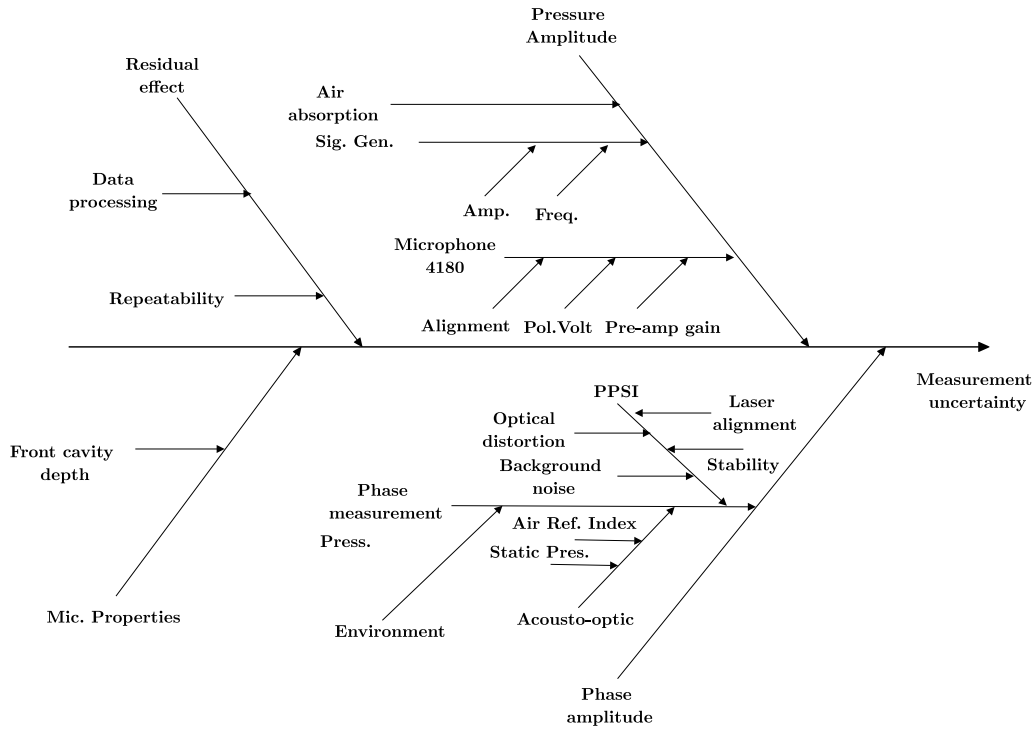 Pressure
Amplitude
Residual
effect
Air
absorption
Sig. Gen.
Data
processing
Amp.
Freq.
Microphone
4180
Repeatability
Alignment
Pol.Volt
Pre-amp gain
Measurement
uncertainty
PPSI
Laser
alignment
Optical
distortion
Front cavity
depth
Stability
Background
noise
Phase
measurement
Air Ref. Index
Press.
Static Pres.
Mic. Properties
Environment
Acousto-optic
Phase
amplitude